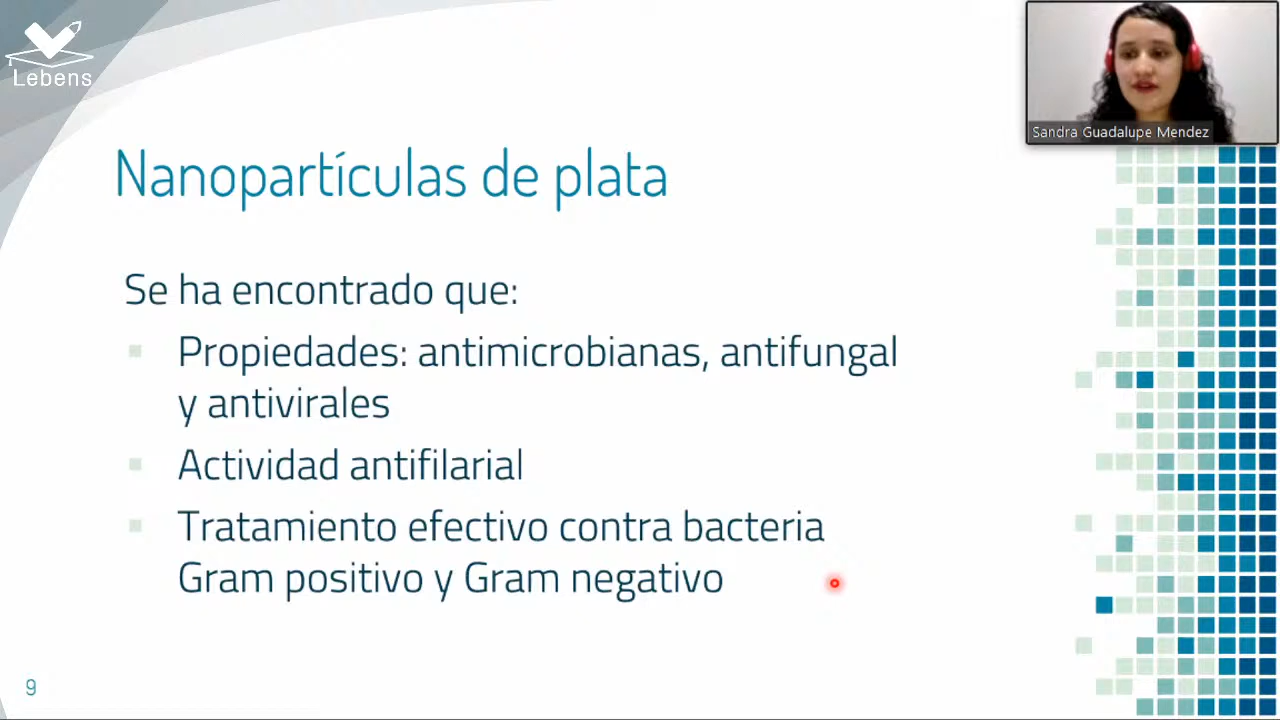 Lebens
Sandra Guadalupe Mendez
Nanopartículas de plata
Se ha encontrado que:
Propiedades: antimicrobianas, antifungal
y antivirales
Actividad antifilarial
Tratamiento efectivo contra bacteria
Gram positivo y Gram negativo
9